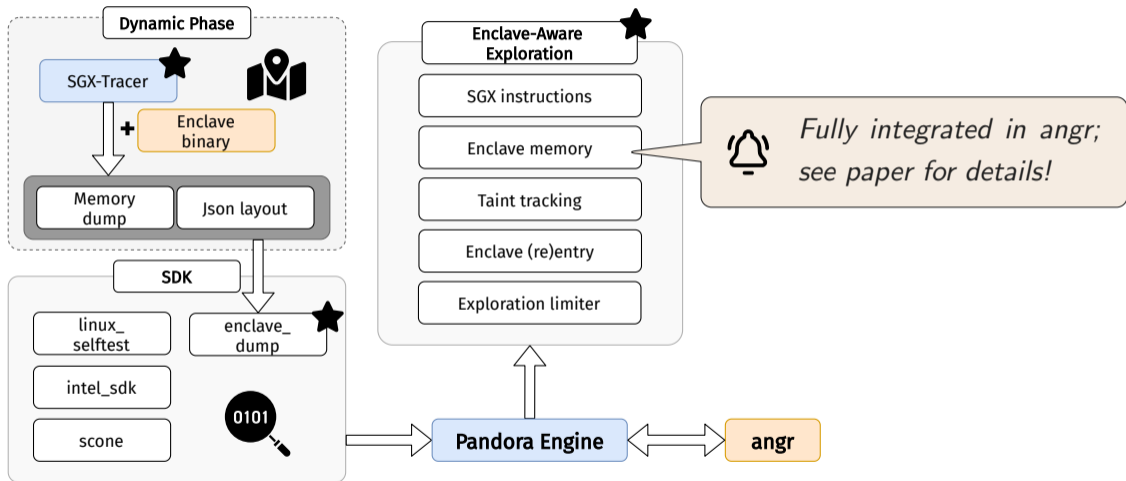 Dynamic Phase
SGX-Tracer
+
Enclave
binary
Memory
dump
Json layout
SDK
linux_
selftest
enclave_
dump
intel_sdk
scone
0101
Enclave-Aware
Exploration
SGX instructions
Enclave memory
Taint tracking
Enclave (re)entry
Exploration limiter
Fully integrated in angr;
see paper for details!
Pandora Engine
angr